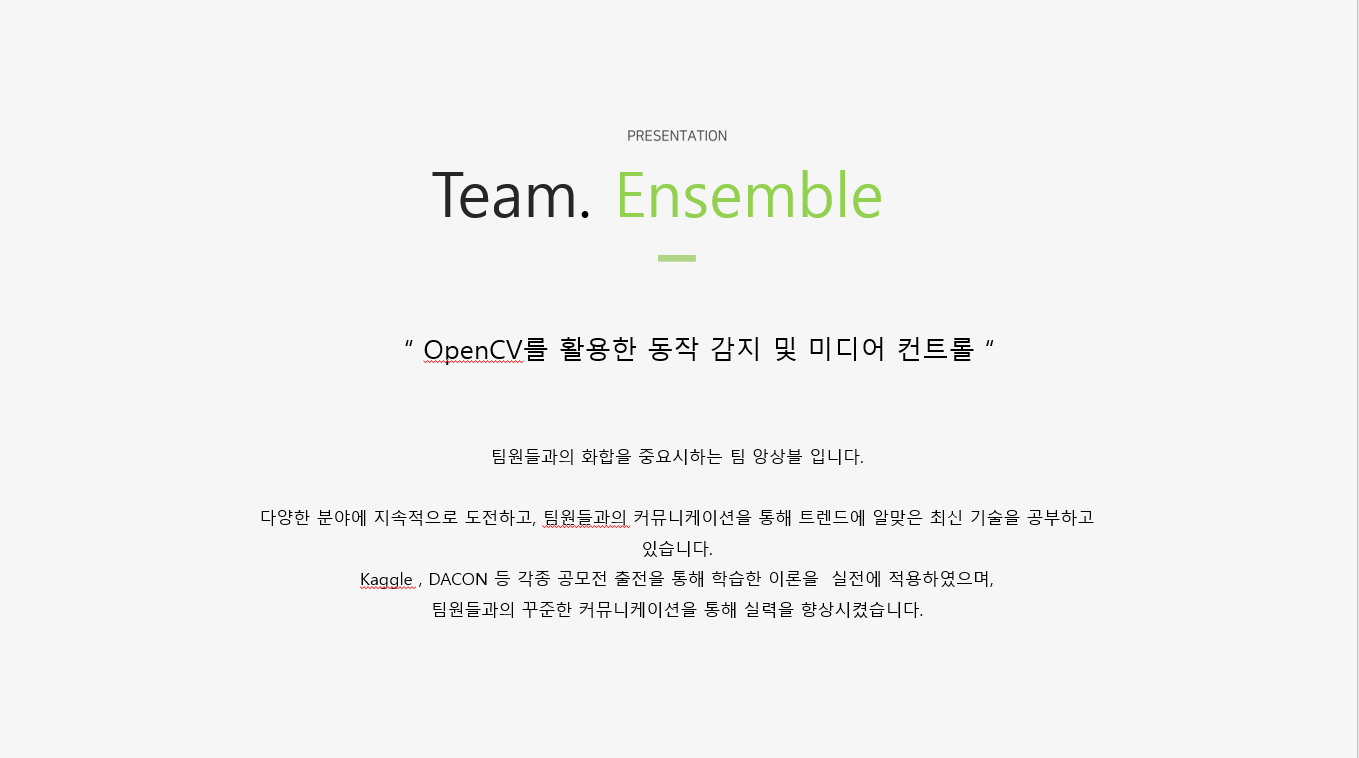 PRESENTATION
Team. Ensemble
“ OpenCV를 활용한 동작 감지 및 미디어 컨트롤 “
팀원들과의 화합을 중요시하는 팀 앙상블 입니다.
다양한 분야에 지속적으로 도전하고, 팀원들과의 커뮤니케이션을 통해 트렌드에 알맞은 최신 기술을 공부하고
있습니다.
Kaggle , DACON 등 각종 공모전 출전을 통해 학습한 이론을  실전에 적용하였으며,
팀원들과의 꾸준한 커뮤니케이션을 통해 실력을 향상시켰습니다.